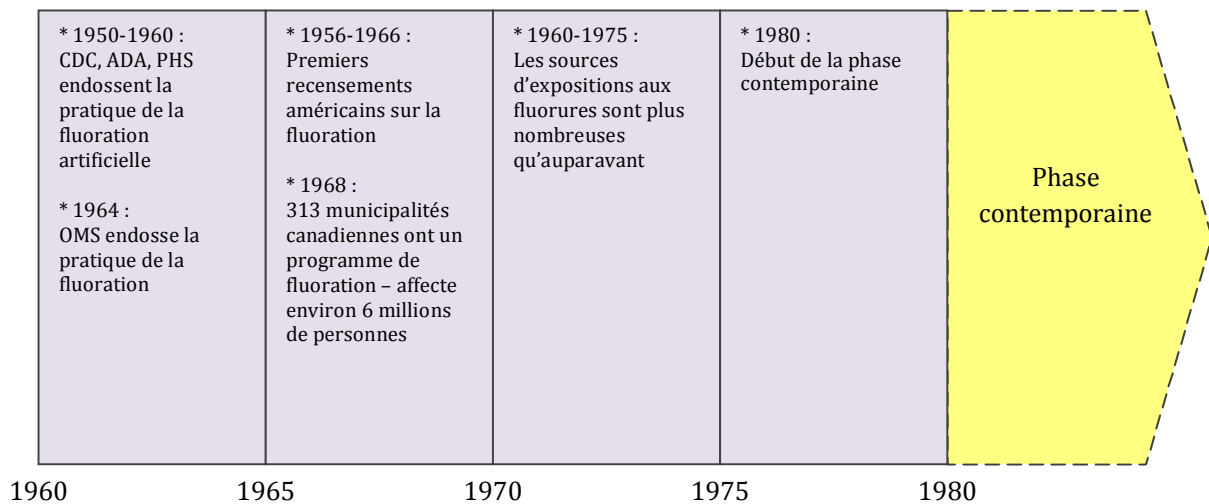 * 1950-1960 :
CDC, ADA, PHS
endossent la
pratique de la
fluoration
artificielle
* 1964 :
OMS endosse la
pratique de la
fluoration
* 1956-1966 :
Premiers
recensements
américains sur la
fluoration
* 1968 :
313 municipalités
canadiennes ont un
programme de
fluoration – affecte
environ 6 millions
de personnes
* 1960-1975 :
Les sources
d’expositions aux
fluorures sont plus
nombreuses
qu’auparavant
* 1980 :
Début de la phase
contemporaine
Phase
contemporaine
1960 1965 1970 1975 1980